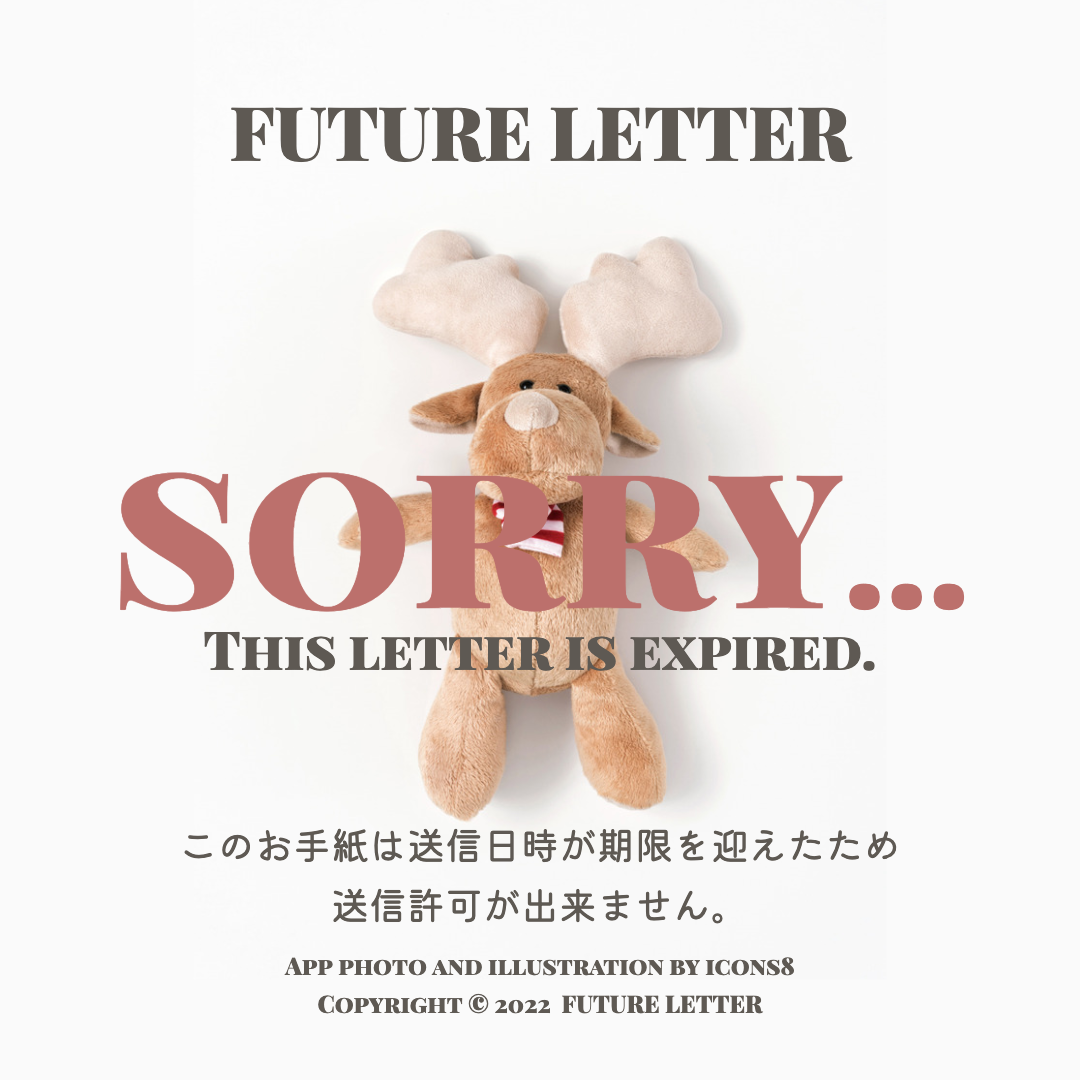 FUTURE LETTER
SORRY...
THIS LETTER IS EXPIRED.
このお手紙は送信日時が期限を迎えたため
送信許可が出来ません。
APP PHOTO AND ILLUSTRATION BY ICONS8
COPYRIGHT © 2022 FUTURE LETTER